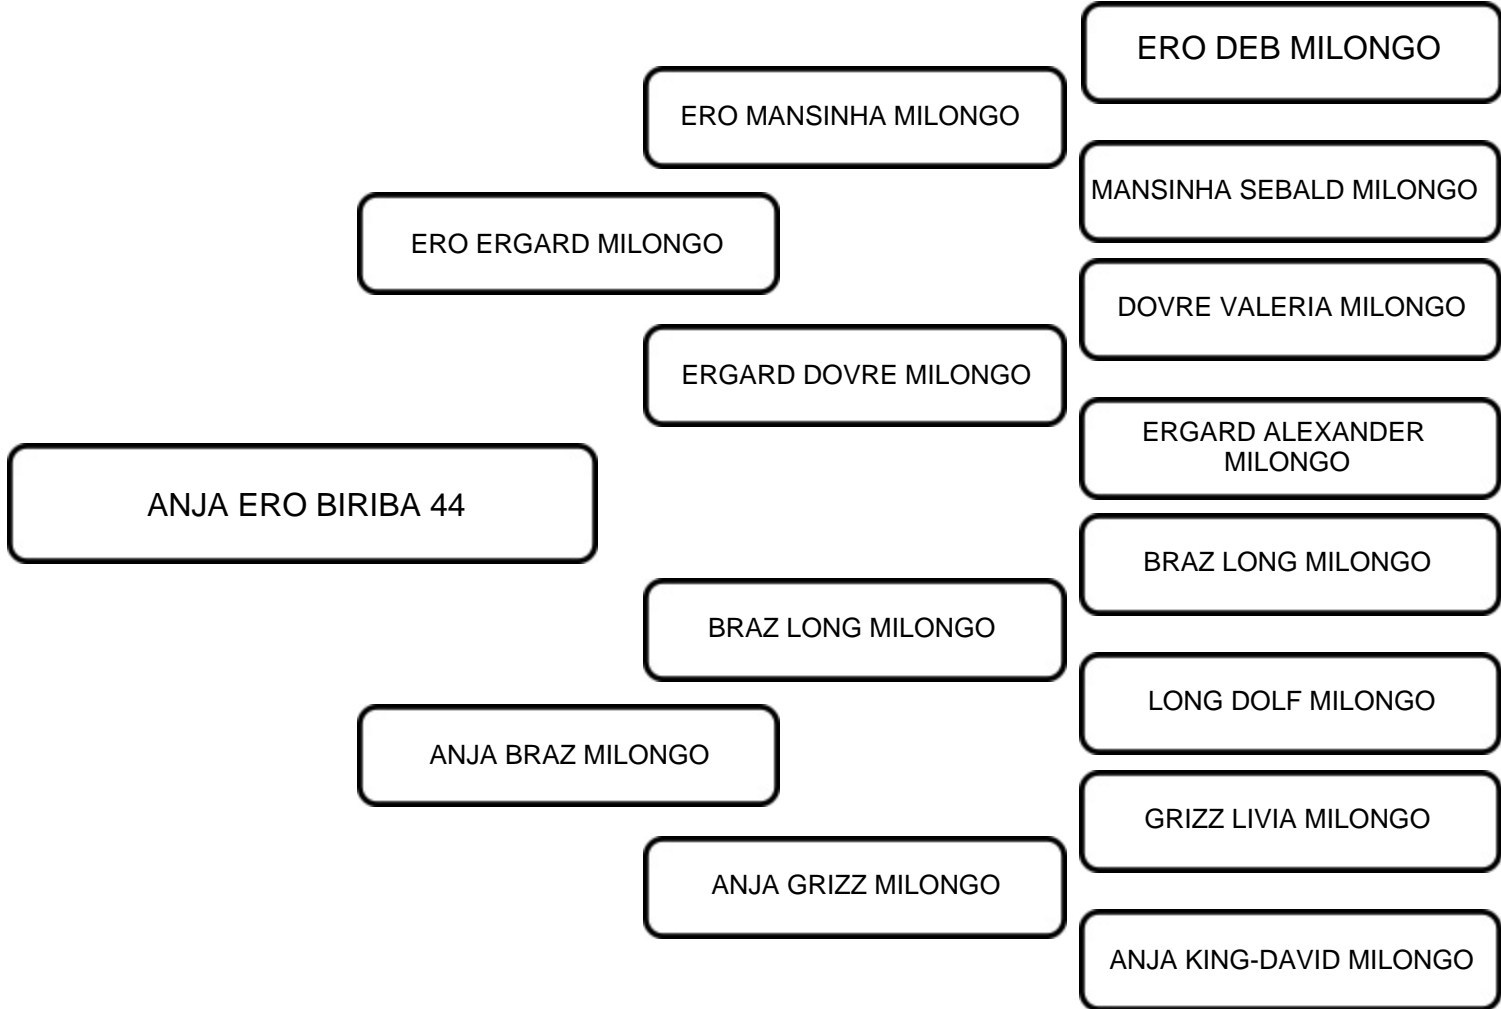 ERO DEB MILONGO
ERO MANSINHA MILONGO
MANSINHA SEBALD MILONGO
ERO ERGARD MILONGO
DOVRE VALERIA MILONGO
ERGARD DOVRE MILONGO
ERGARD ALEXANDER
MILONGO
ANJA ERO BIRIBA 44
BRAZ LONG MILONGO
BRAZ LONG MILONGO
LONG DOLF MILONGO
ANJA BRAZ MILONGO
GRIZZ LIVIA MILONGO
ANJA GRIZZ MILONGO
ANJA KING-DAVID MILONGO